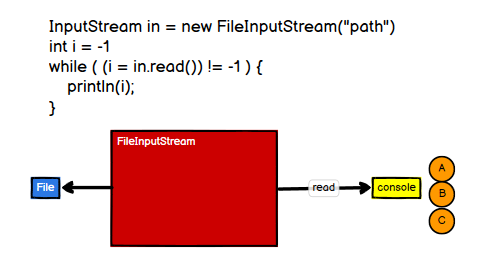 InputStream in = new FileInputStream("path")
int i = -1
while ( (i = in.read()) != -1 ) {
println(i);
}
FileInputStream
File
read
console
A
B
C